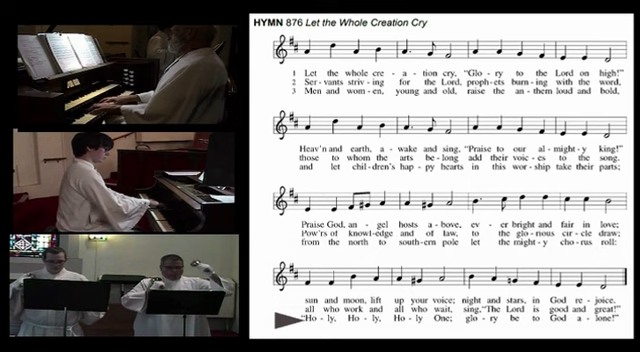 HYMN 876 Let the Whole Creation Cry
1 Let the whole cre - a - tion cry, "Glo - ry to the Lord on high!"
2 Ser - vants striv - ing for the Lord, proph - ets burn - ing with the word,
3 Men and wom - en, young and old, raise the an - them loud and bold,
Heav'n and earth, a - wake and sing, "Praise to our al - might - y king!"
those to whom the arts be - long add their voic - es to the song.
and let chil - dren's hap - py hearts in this wor - ship take their parts;
Praise God, an - gel hosts a - bove, ev - er bright and fair in love;
Pow'rs of knowl - edge and of law, to the glo - rious cir - cle draw;
from the north to south - ern pole let the might - y cho - rus roll:
sun and moon, lift up your voice; night and stars, in God re - joice.
all who work and all who wait, sing, "The Lord is good and great!"
"Ho - ly, Ho - ly, Ho - ly One; glo - ry be to God a - lone!"